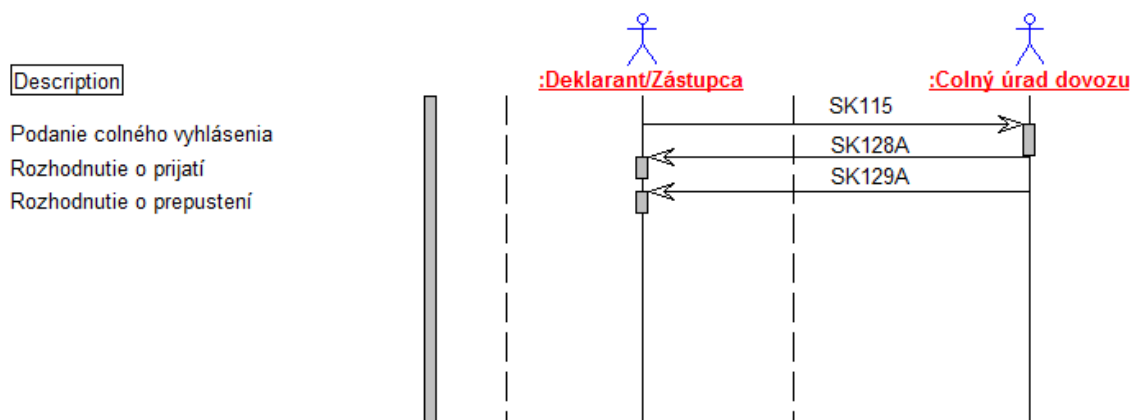 :Deklarant/Zástupca :Colný úrad dovozu
Description
SK115
Podanie colného vyhlásenia
SK128A
Rozhodnutie o prijatí
SK129A
Rozhodnutie o prepustení